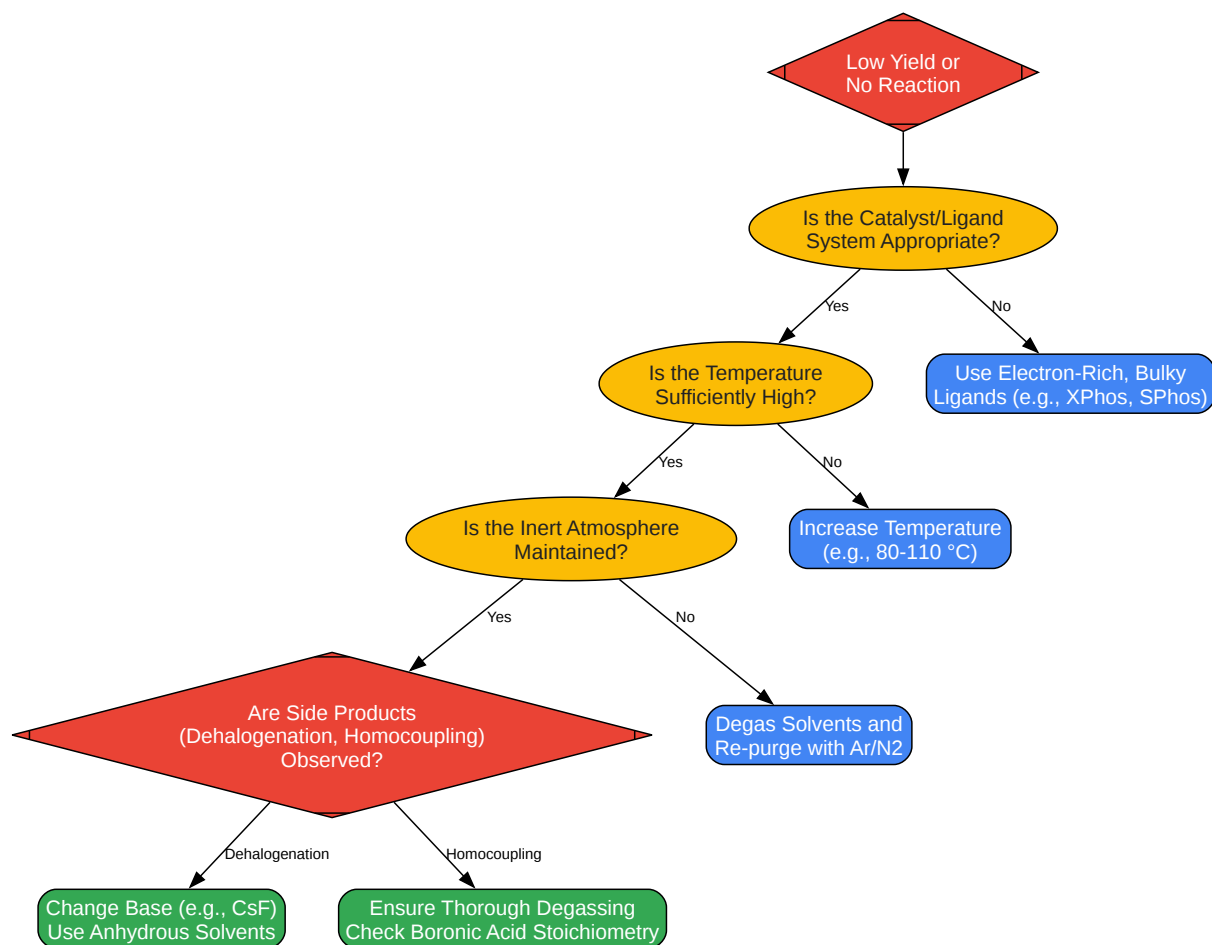 Low Yield or
No Reaction
Is the Catalyst/Ligand
System Appropriate?
Yes
No
Is the Temperature
Sufficiently High?
Use Electron-Rich, Bulky
Ligands (e.g., XPhos, SPhos)
Yes
No
Is the Inert Atmosphere
Maintained?
Increase Temperature
(e.g., 80-110 °C)
Yes
No
Are Side Products
(Dehalogenation, Homocoupling)
Observed?
Degas Solvents and
Re-purge with Ar/N2
Dehalogenation
Homocoupling
Change Base (e.g., CsF)
Use Anhydrous Solvents
Ensure Thorough Degassing
Check Boronic Acid Stoichiometry